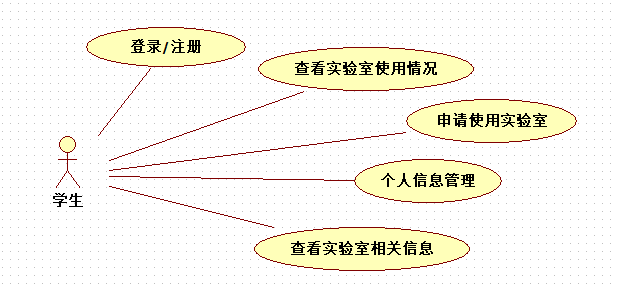 登录/注册
查看实验室使用情况
申请使用实验室
个人信息管理
学生
查看实验室相关信息